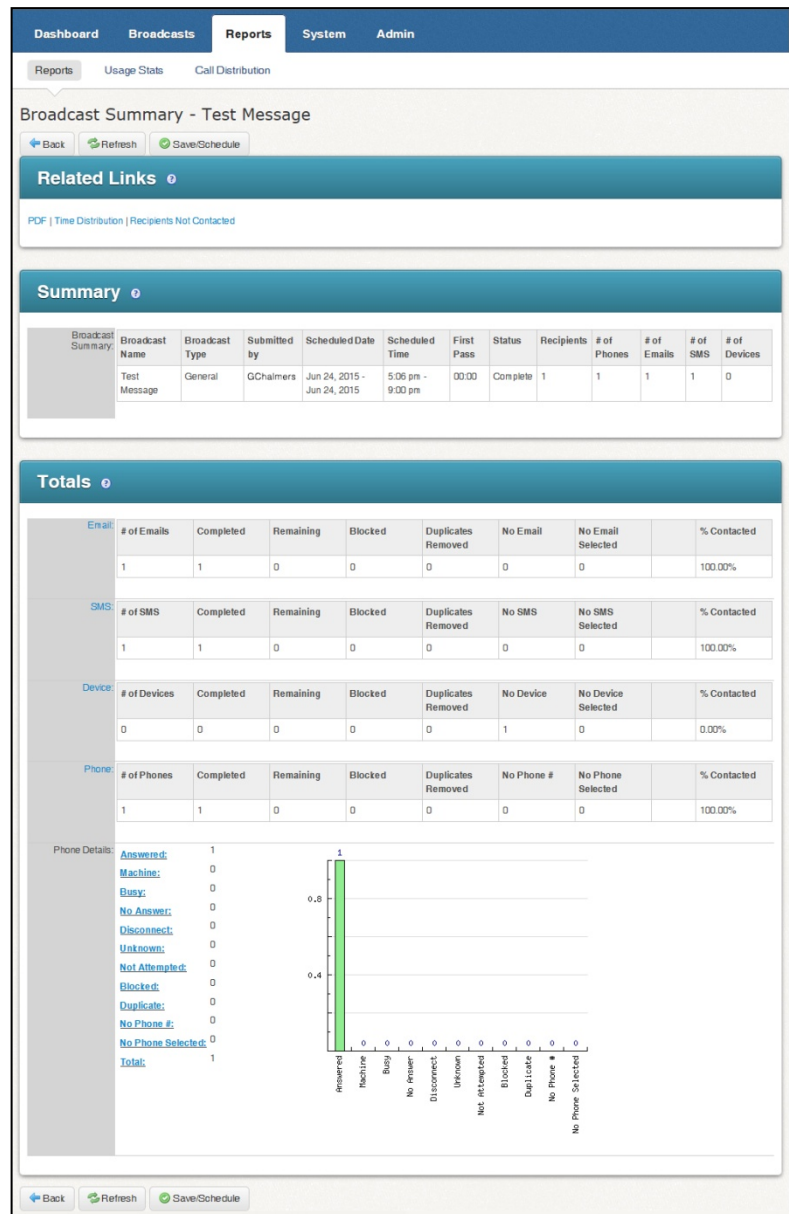 Dashboard Broadcasts Reports System Admin
Reports Usage Stats Call Distribution
Broadcast Summary - Test Message
Back Refresh Save/Schedule
Related Links
PDF | Time Distribution | Recipients Not Contacted
Summary
Broadcast Summary:
Broadcast Name Broadcast Type Submitted by Scheduled Date Scheduled Time First Pass Status Recipients # of Phones # of Emails # of SMS # of Devices
Test Message General GChalmers Jun 24, 2015 - Jun 24, 2015 5:06 pm - 9:00 pm 00:00 Complete 1 1 1 1 0
Totals
Email: # of Emails Completed Remaining Blocked Duplicates Removed No Email No Email Selected % Contacted
1 1 0 0 0 0 0 100.00%
SMS: # of SMS Completed Remaining Blocked Duplicates Removed No SMS No SMS Selected % Contacted
1 1 0 0 0 0 0 100.00%
Device: # of Devices Completed Remaining Blocked Duplicates Removed No Device No Device Selected % Contacted
0 0 0 0 0 1 0 0.00%
Phone: # of Phones Completed Remaining Blocked Duplicates Removed No Phone # No Phone Selected % Contacted
1 1 0 0 0 0 0 100.00%
Phone Details:
Answered: 1
Machine: 0
Busy: 0
No Answer: 0
Disconnect: 0
Unknown: 0
Not Attempted: 0
Blocked: 0
Duplicate: 0
No Phone #: 0
No Phone Selected: 0
Total: 1
1
0.8
0.4
0 0 0 0 0 0 0 0 0 0
Answered
Machine
Busy
No Answer
Disconnect
Unknown
Not Attempted
Blocked
Duplicate
No Phone #
No Phone Selected
Back Refresh Save/Schedule